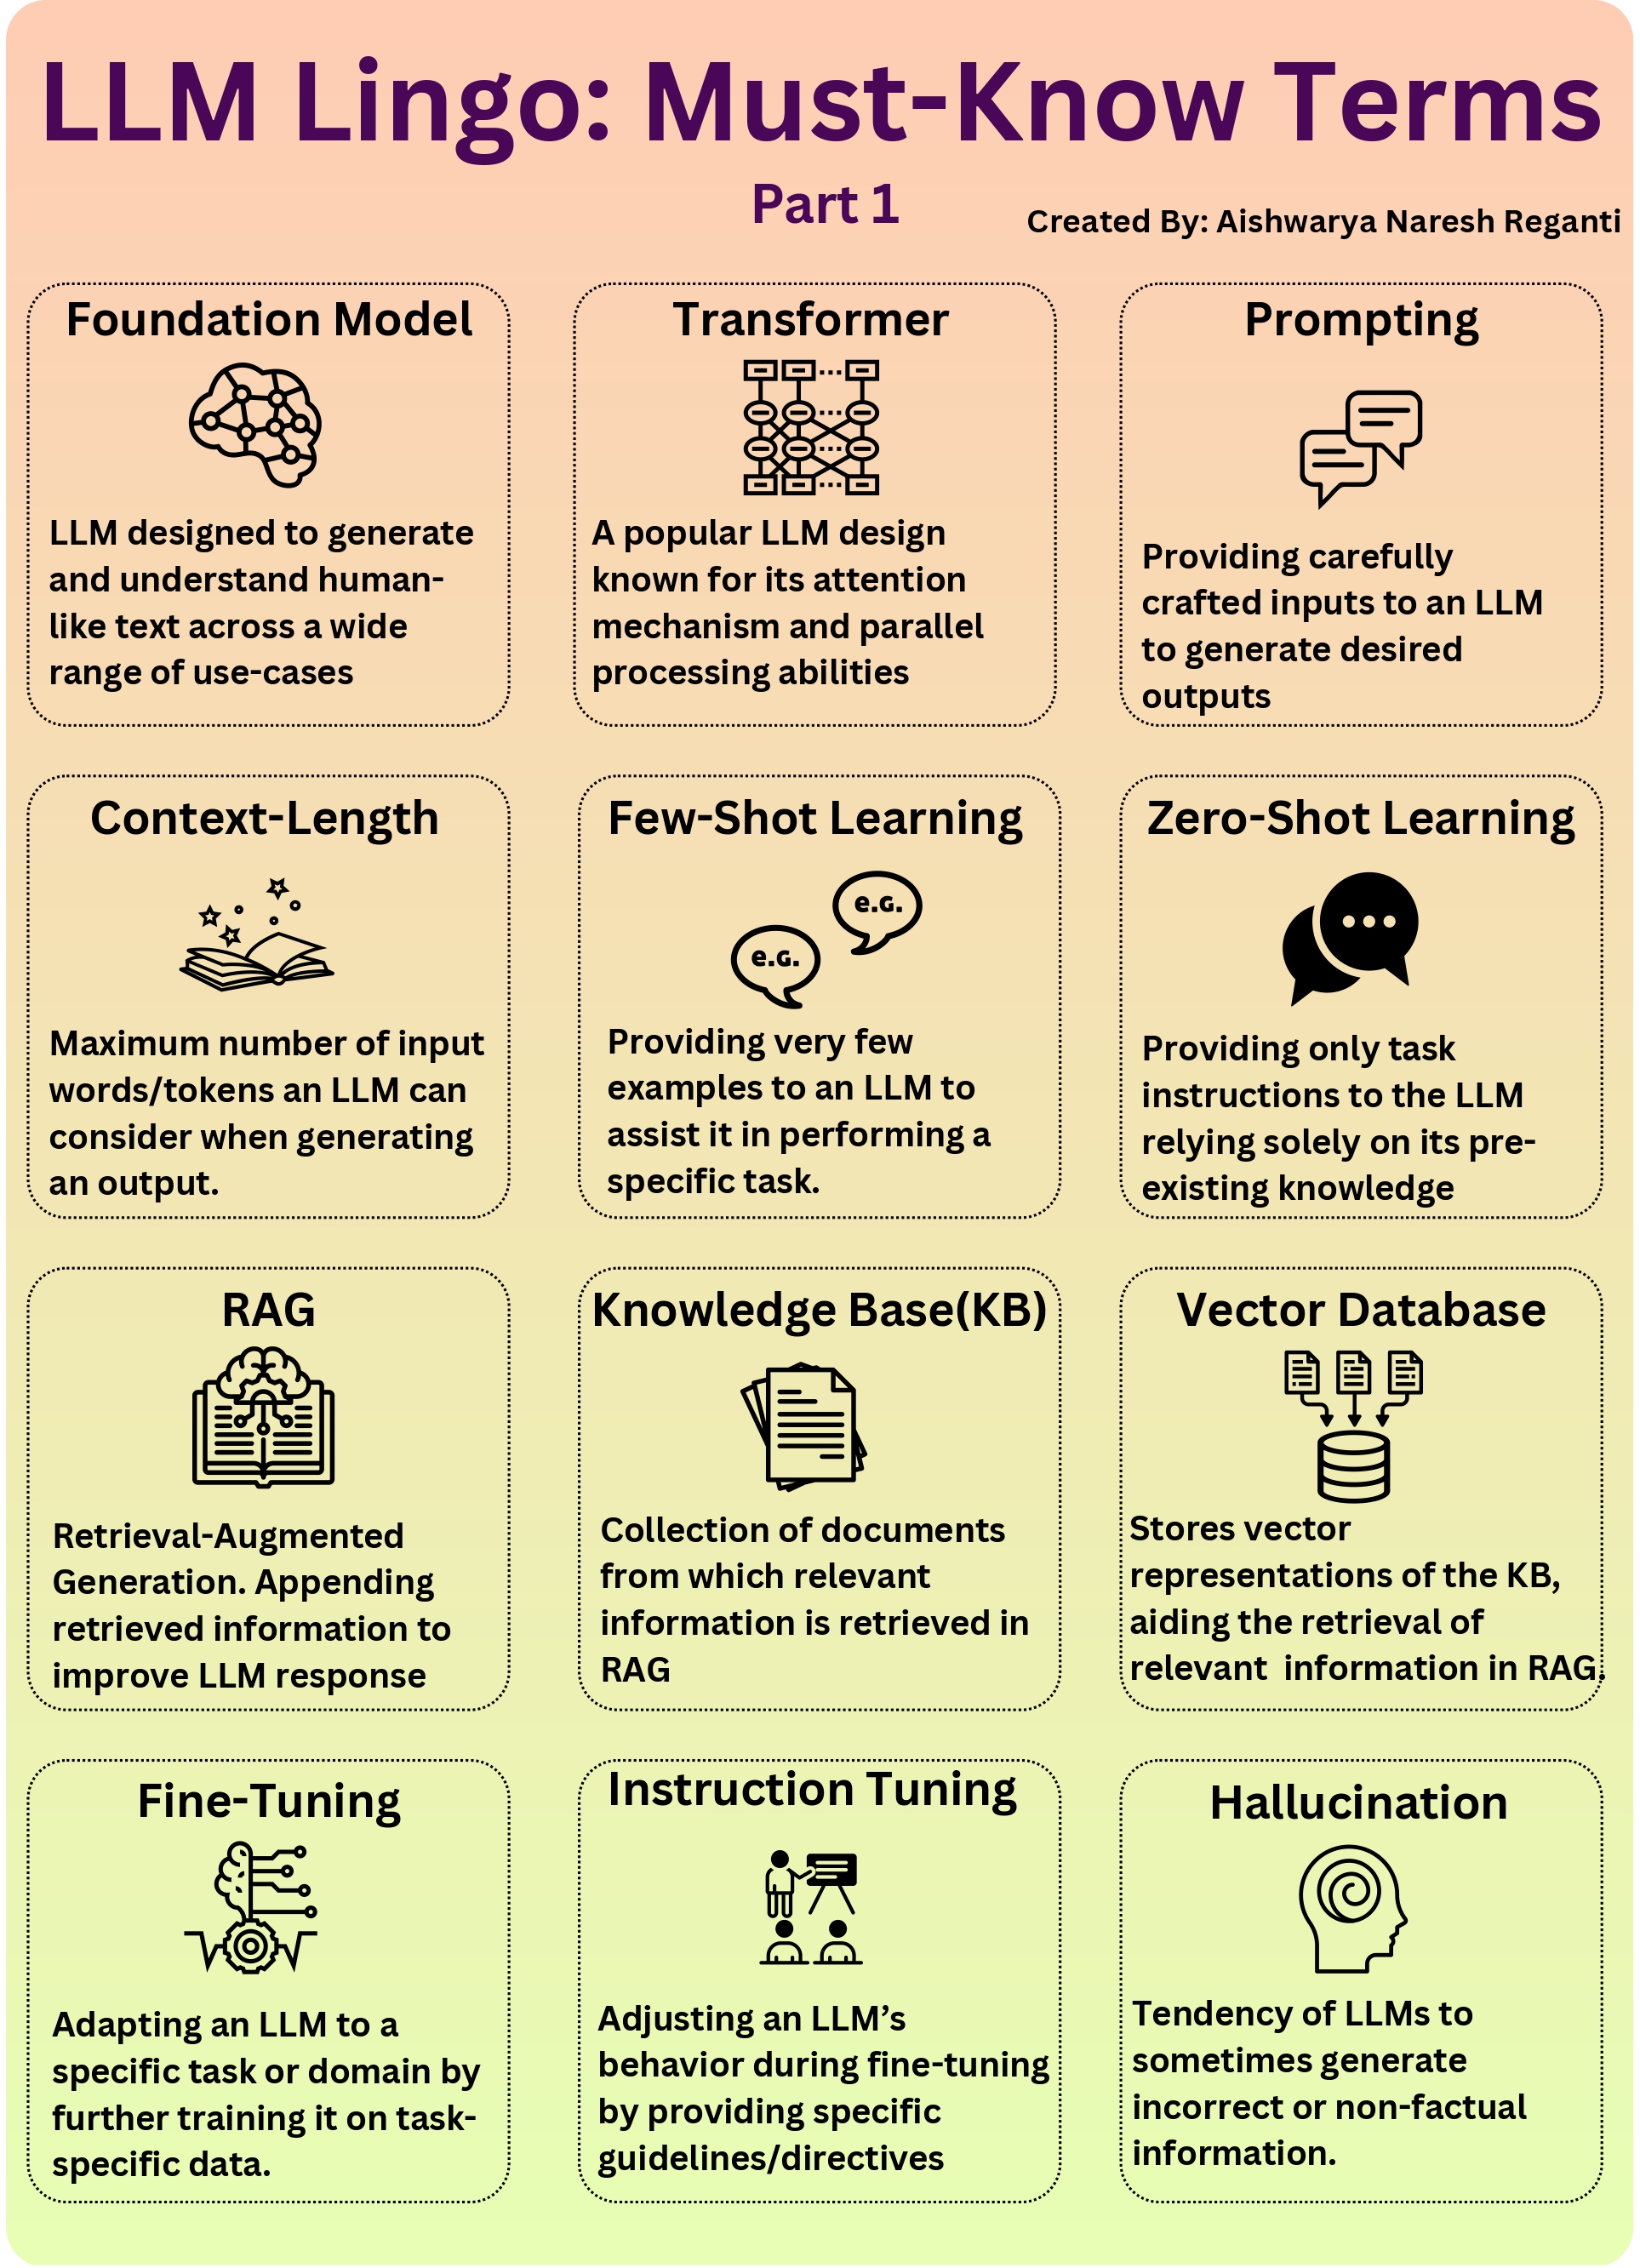 LLM Lingo: Must-Know Terms
Part 1
Created By: Aishwarya Naresh Reganti
Foundation Model
LLM designed to generate
and understand human-
like text across a wide
range of use-cases
Transformer
A popular LLM design
known for its attention
mechanism and parallel
processing abilities
Prompting
Providing carefully
crafted inputs to an LLM
to generate desired
outputs
Context-Length
Maximum number of input
words/tokens an LLM can
consider when generating
an output.
Few-Shot Learning
e.G.
e.G.
Providing very few
examples to an LLM to
assist it in performing a
specific task.
Zero-Shot Learning
Providing only task
instructions to the LLM
relying solely on its pre-
existing knowledge
RAG
Retrieval-Augmented
Generation. Appending
retrieved information to
improve LLM response
Knowledge Base(KB)
Collection of documents
from which relevant
information is retrieved in
RAG
Vector Database
Stores vector
representations of the KB,
aiding the retrieval of
relevant  information in RAG.
Fine-Tuning
Adapting an LLM to a
specific task or domain by
further training it on task-
specific data.
Instruction Tuning
Adjusting an LLM’s
behavior during fine-tuning
by providing specific
guidelines/directives
Hallucination
Tendency of LLMs to
sometimes generate
incorrect or non-factual
information.